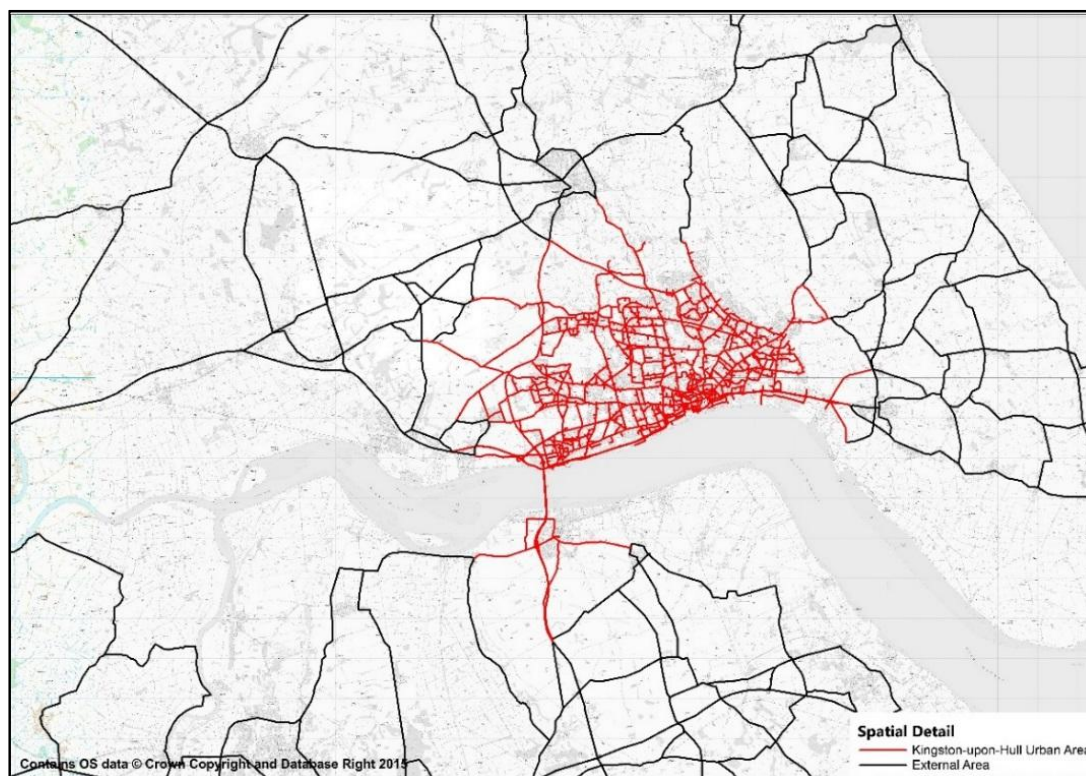 Spatial Detail
Kingston-upon-Hull Urban Area
External Area
Contains OS data © Crown Copyright and Database Right 2015